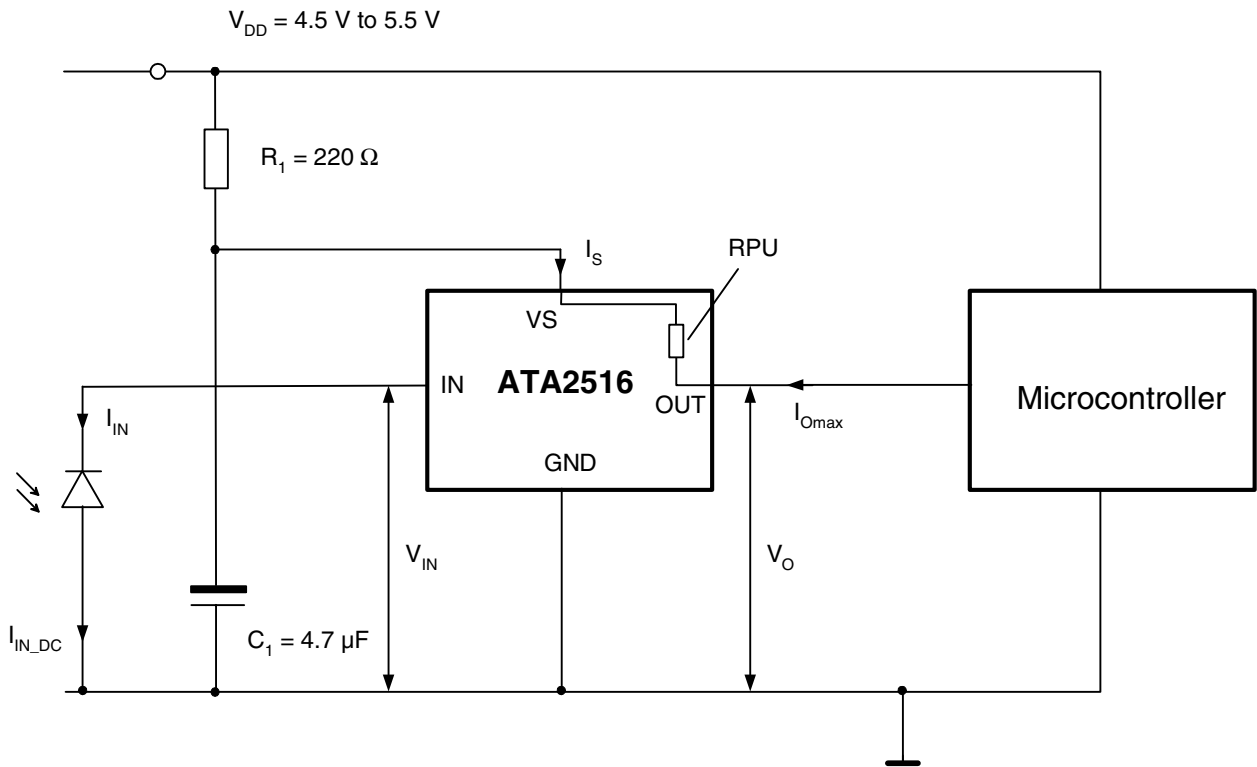 V_DD = 4.5 V to 5.5 V
R_1 = 220 Ω
I_S
RPU
VS
IN
ATA2516
OUT
I_Omax
Microcontroller
I_IN
GND
V_IN
V_O
I_IN_DC
C_1 = 4.7 µF